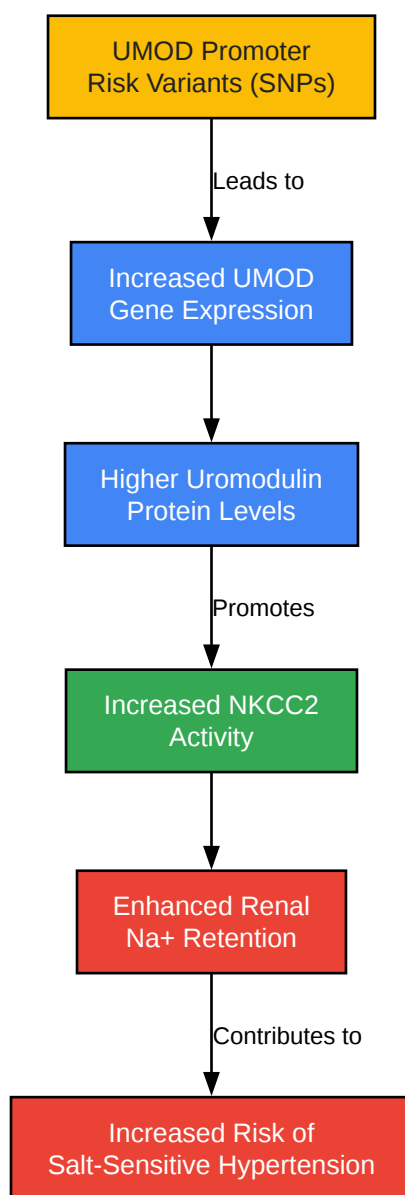 UMOD Promoter
Risk Variants (SNPs)
Leads to
Increased UMOD
Gene Expression
Higher Uromodulin
Protein Levels
Promotes
Increased NKCC2
Activity
Enhanced Renal
Na+ Retention
Contributes to
Increased Risk of
Salt-Sensitive Hypertension